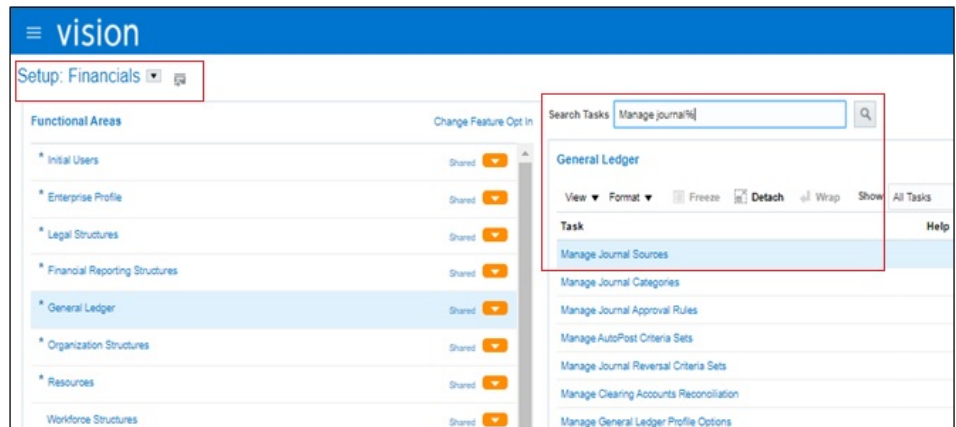 vision
Setup: Financials
Functional Areas
Change Feature Opt In
* Initial Users Shared
* Enterprise Profile Shared
* Legal Structures Shared
* Financial Reporting Structures Shared
* General Ledger Shared
* Organization Structures Shared
* Resources Shared
Workforce Structures Shared
Search Tasks Manage journal%
General Ledger
View Format Freeze Detach Wrap Show All Tasks
Task Help
Manage Journal Sources
Manage Journal Categories
Manage Journal Approval Rules
Manage AutoPost Criteria Sets
Manage Journal Reversal Criteria Sets
Manage Clearing Accounts Reconciliation
Manage General Ledger Profile Options